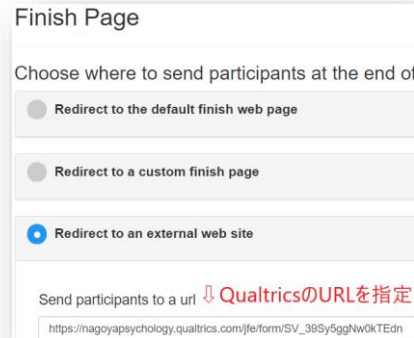 Finish Page
Choose where to send participants at the end of
Redirect to the default finish web page
Redirect to a custom finish page
Redirect to an external web site
Send participants to a url ⇩QualtricsのURLを指定
https://nagoyapsychology.qualtrics.com/jfe/form/SV_39Sy5ggNw0kTEdn